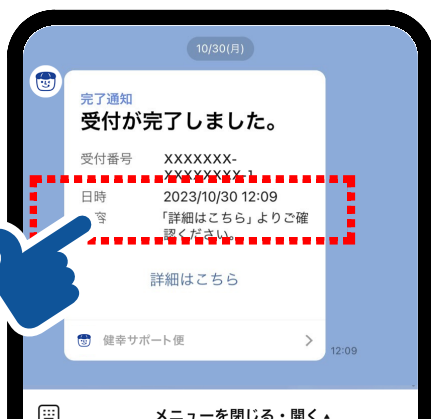 10/30(月)
完了通知
受付が完了しました。
受付番号 XXXXXXX-
XXXXXXXX-1
日時 2023/10/30 12:09
容 「詳細はこちら」よりご確
認ください。
詳細はこちら
健幸サポート便
12:09
メニューを閉じる・開く▲